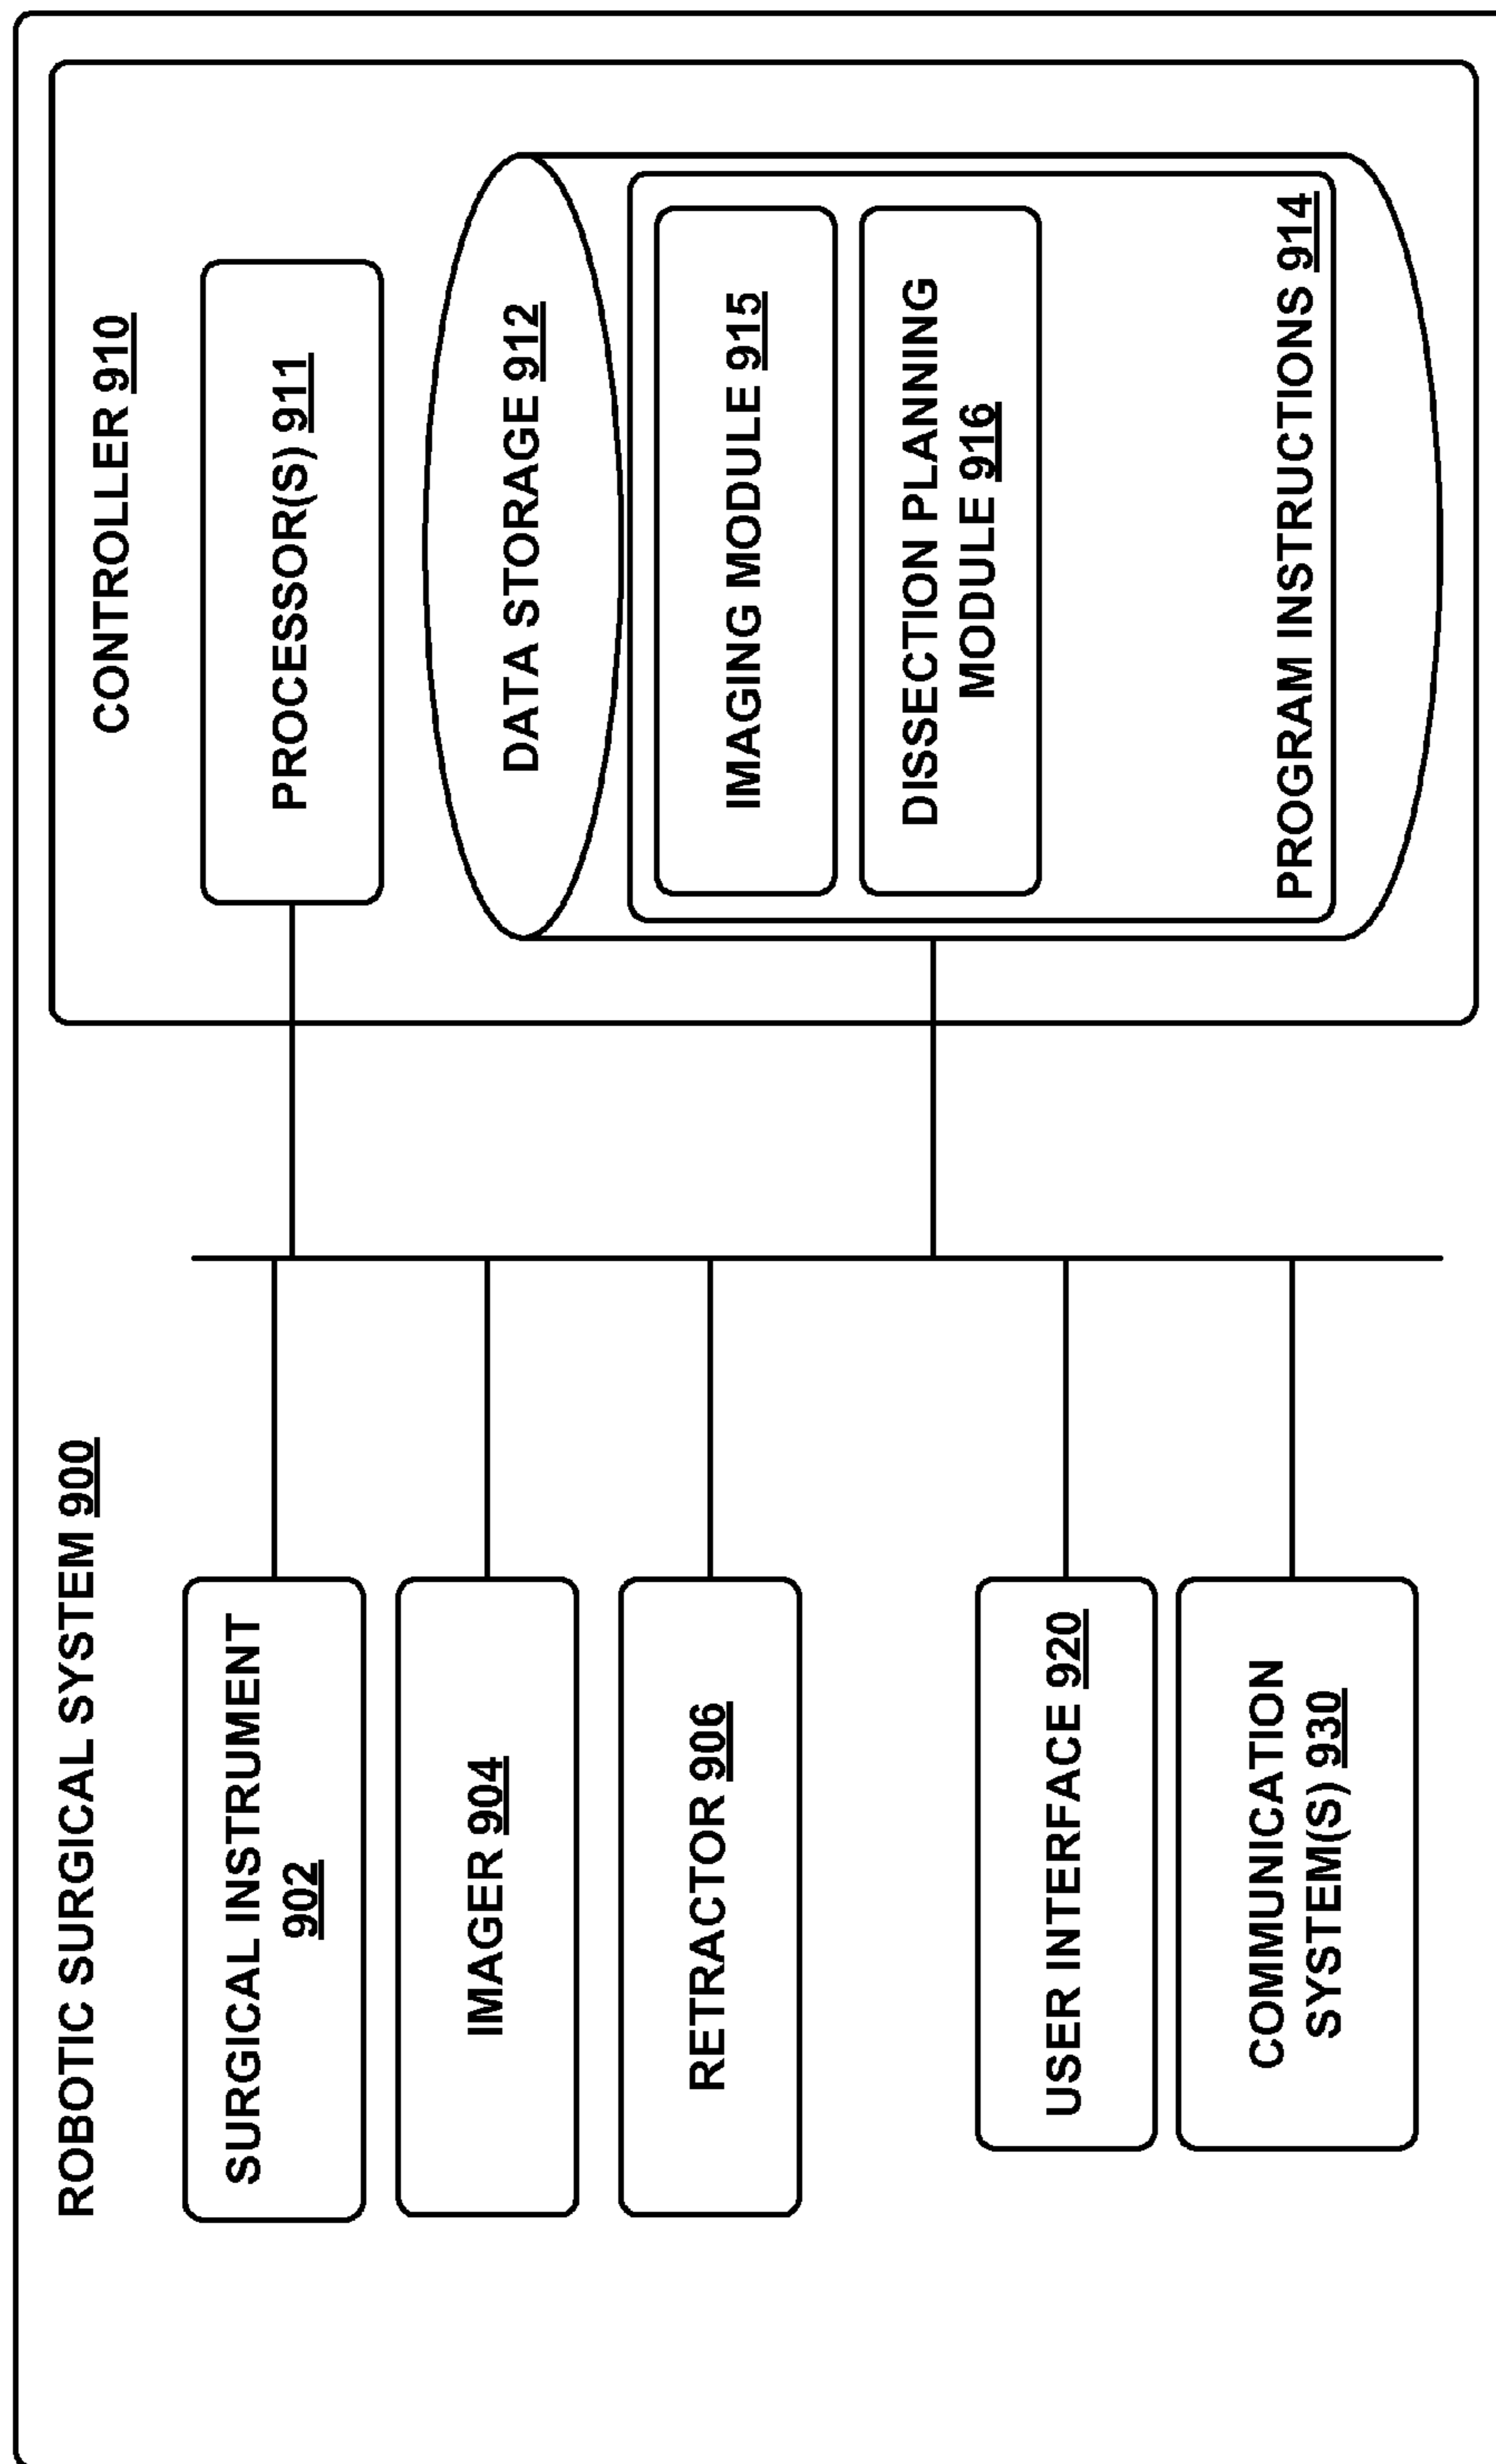 ROBOTIC SURGICAL SYSTEM 900
SURGICAL INSTRUMENT
902
IMAGER 904
RETRACTOR 906
USER INTERFACE 920
COMMUNICATION
SYSTEM(S) 930
CONTROLLER 910
PROCESSOR(S) 911
DATA STORAGE 912
IMAGING MODULE 915
DISSECTION PLANNING
MODULE 916
PROGRAM INSTRUCTIONS 914